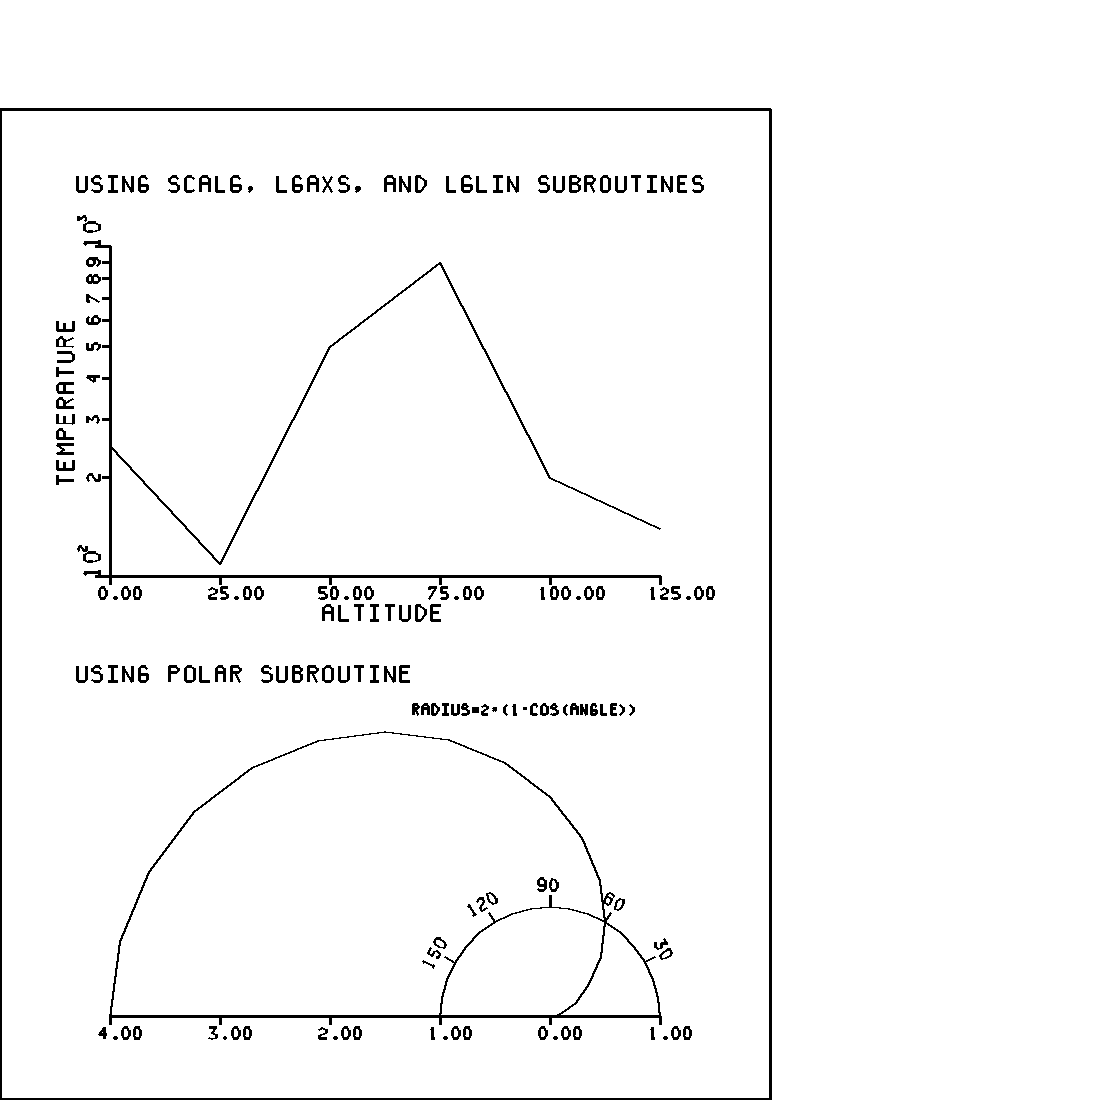 USING SCALG, LGAXS, AND LGLIN SUBROUTINES
10³
9
8
7
6
5
4
3
2
10²
TEMPERATURE
0.00 25.00 50.00 75.00 100.00 125.00
ALTITUDE
USING POLAR SUBROUTINE
RADIUS=2*(1-COS(ANGLE))
90
120 60
150 30
4.00 3.00 2.00 1.00 0.00 1.00